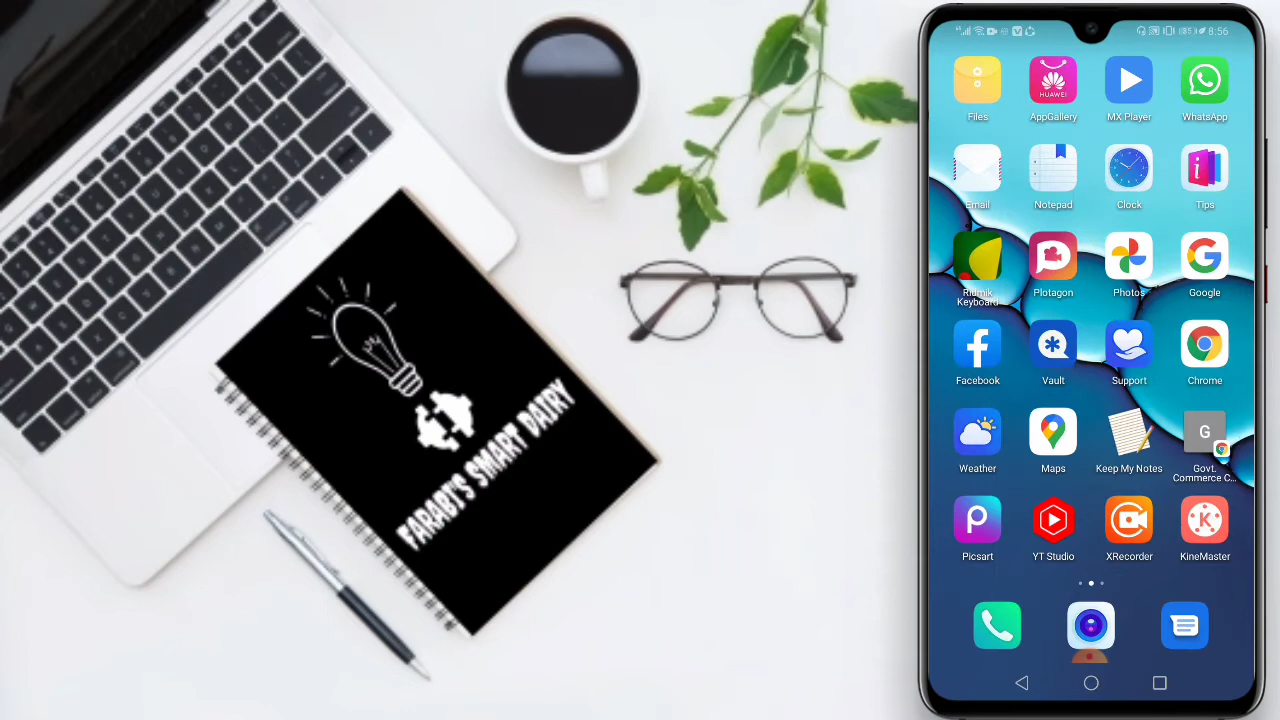 FARABI'S SMART DAIRY
8:56
Files
AppGallery
MX Player
WhatsApp
HUAWEI
Email
Notepad
Clock
Tips
Ridmik
Keyboard
Plotagon
Photos
Google
Facebook
Vault
Support
Chrome
Weather
Maps
Keep My Notes
G
Govt.
Commerce C...
Picsart
YT Studio
XRecorder
KineMaster